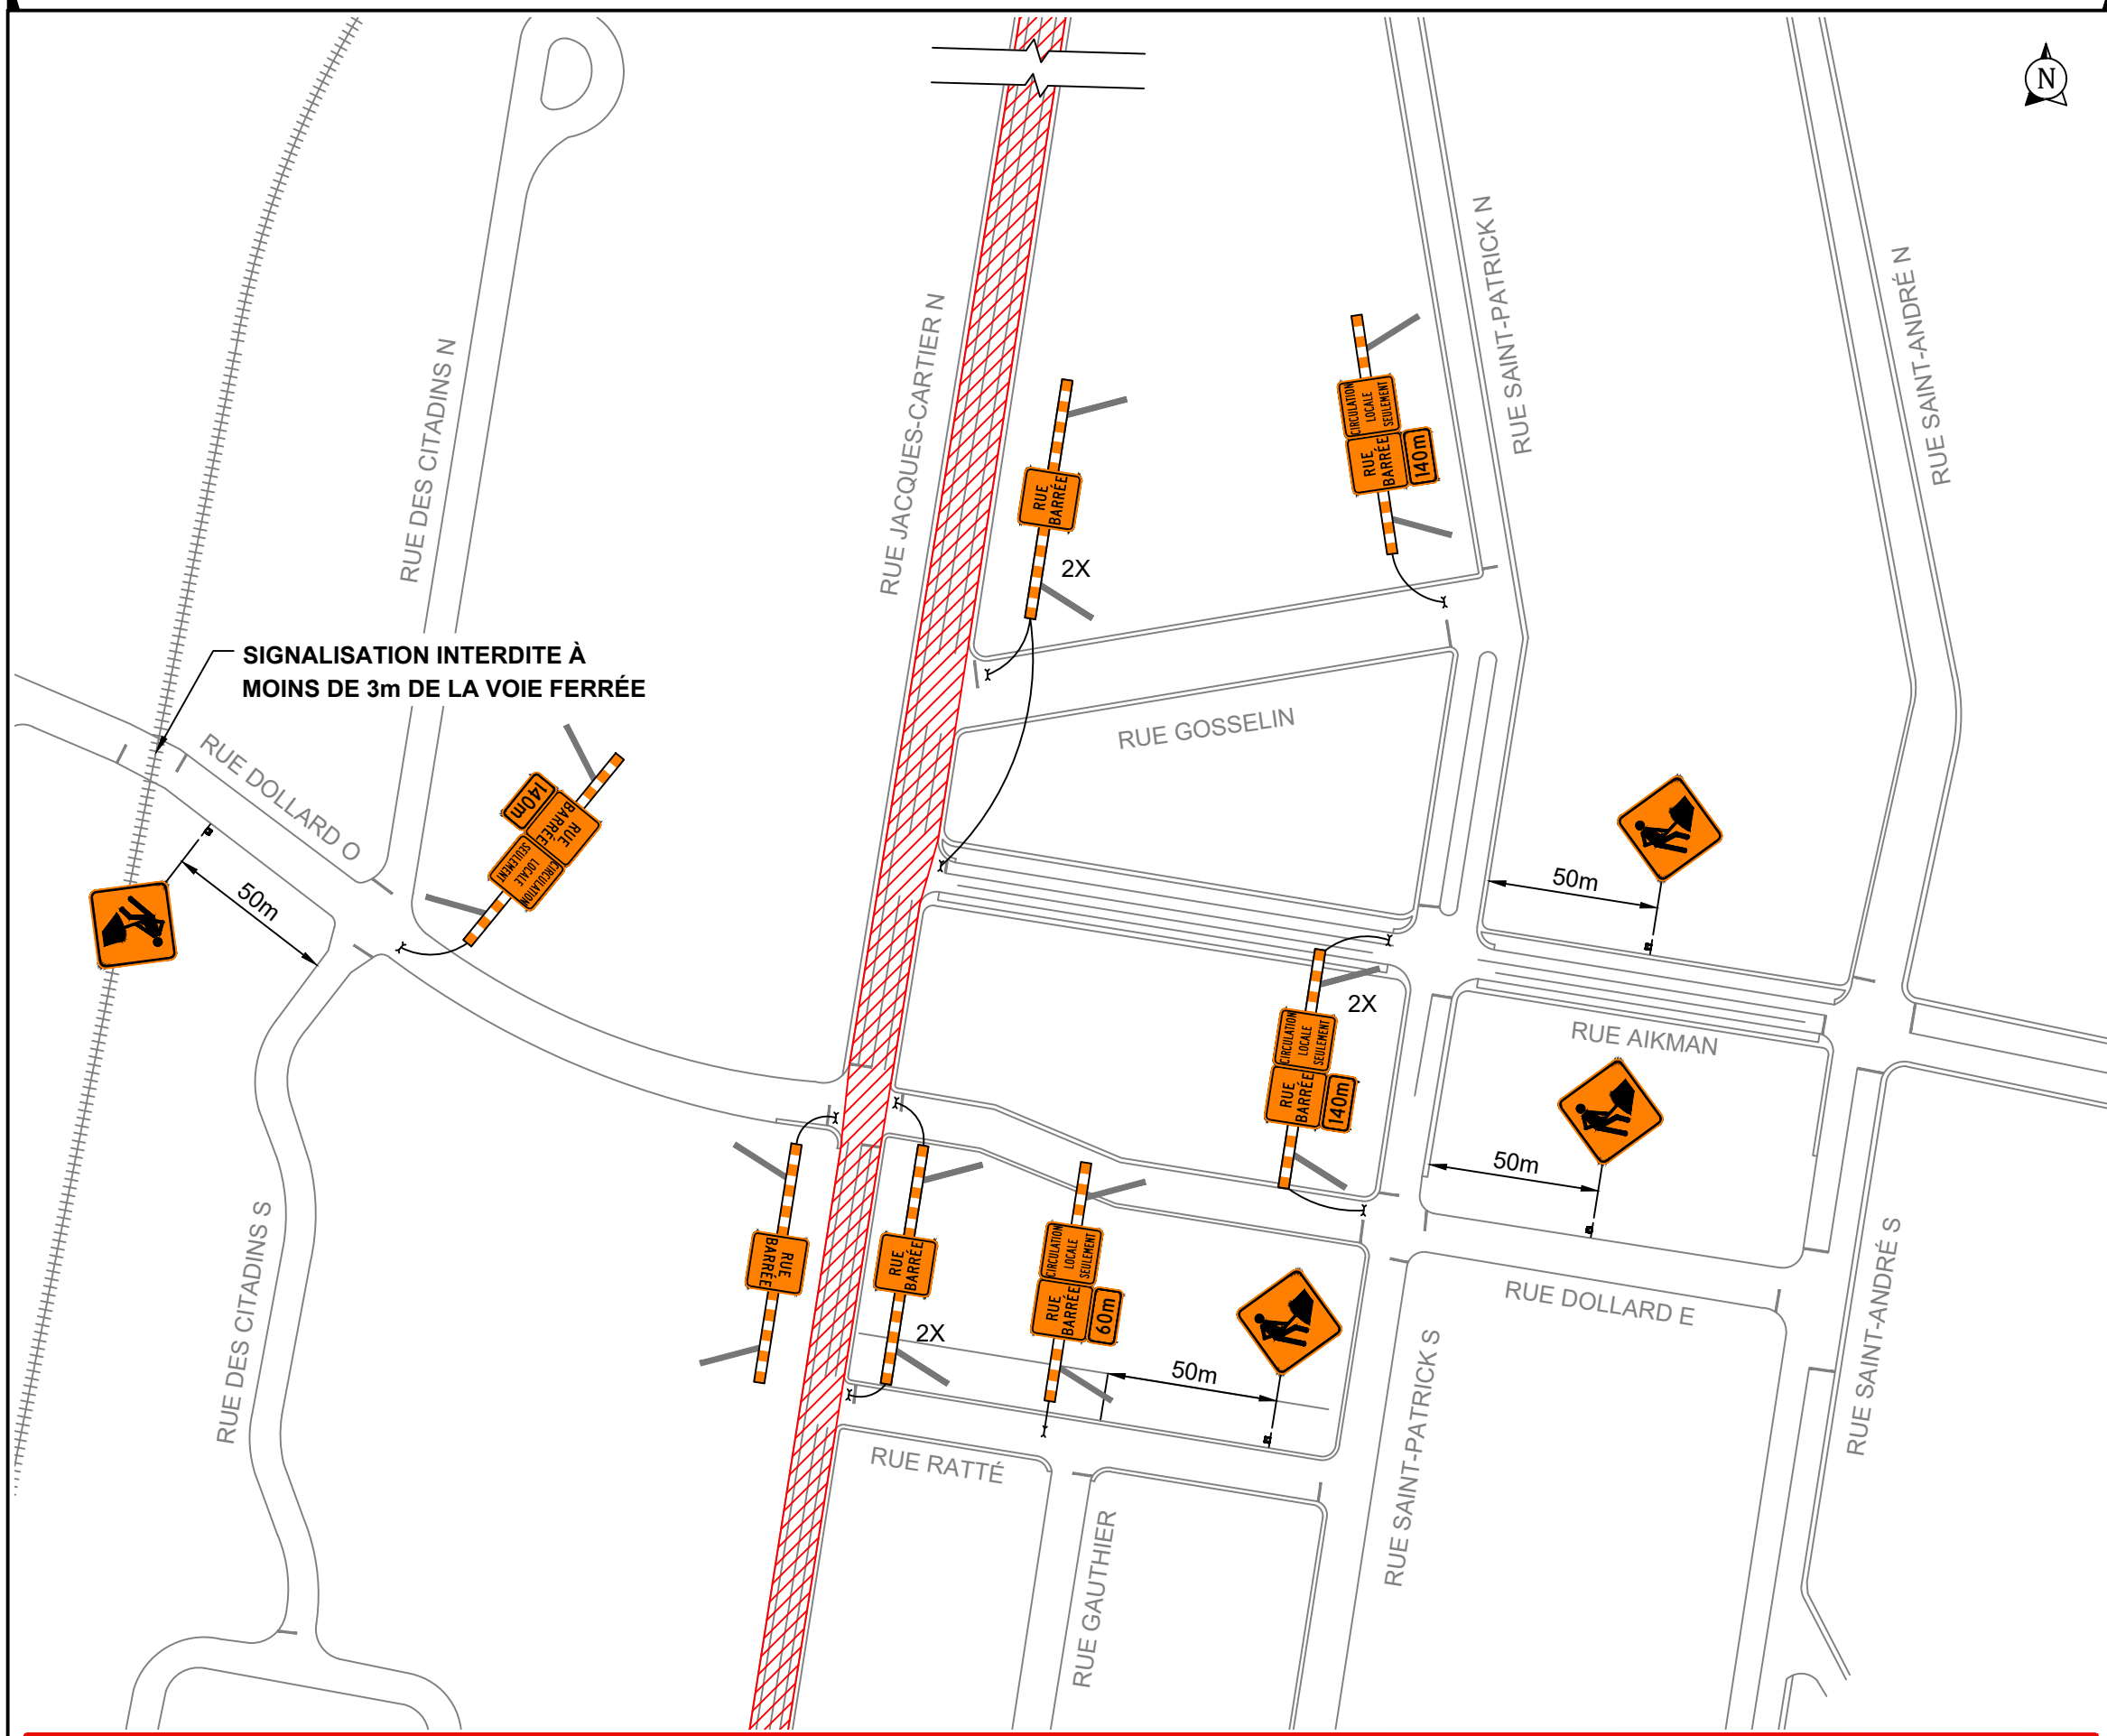 N
RUE JACQUES-CARTIER N
RUE DES CITADINS N
RUE SAINT-PATRICK N
RUE SAINT-ANDRÉ N
CIRCULATION
LOCALE
SEULEMENT
RUE
BARRÉE
140m
RUE
BARRÉE
2X
SIGNALISATION INTERDITE À
MOINS DE 3m DE LA VOIE FERRÉE
RUE DOLLARD O
140m
RUE
BARRÉE
CIRCULATION
LOCALE
SEULEMENT
RUE GOSSELIN
50m
50m
2X
CIRCULATION
LOCALE
SEULEMENT
RUE
BARRÉE
140m
RUE AIKMAN
50m
RUE DES CITADINS S
RUE
BARRÉE
RUE
BARRÉE
2X
CIRCULATION
LOCALE
SEULEMENT
RUE
BARRÉE
60m
50m
RUE DOLLARD E
RUE SAINT-ANDRÉ S
RUE SAINT-PATRICK S
RUE RATTÉ
RUE GAUTHIER